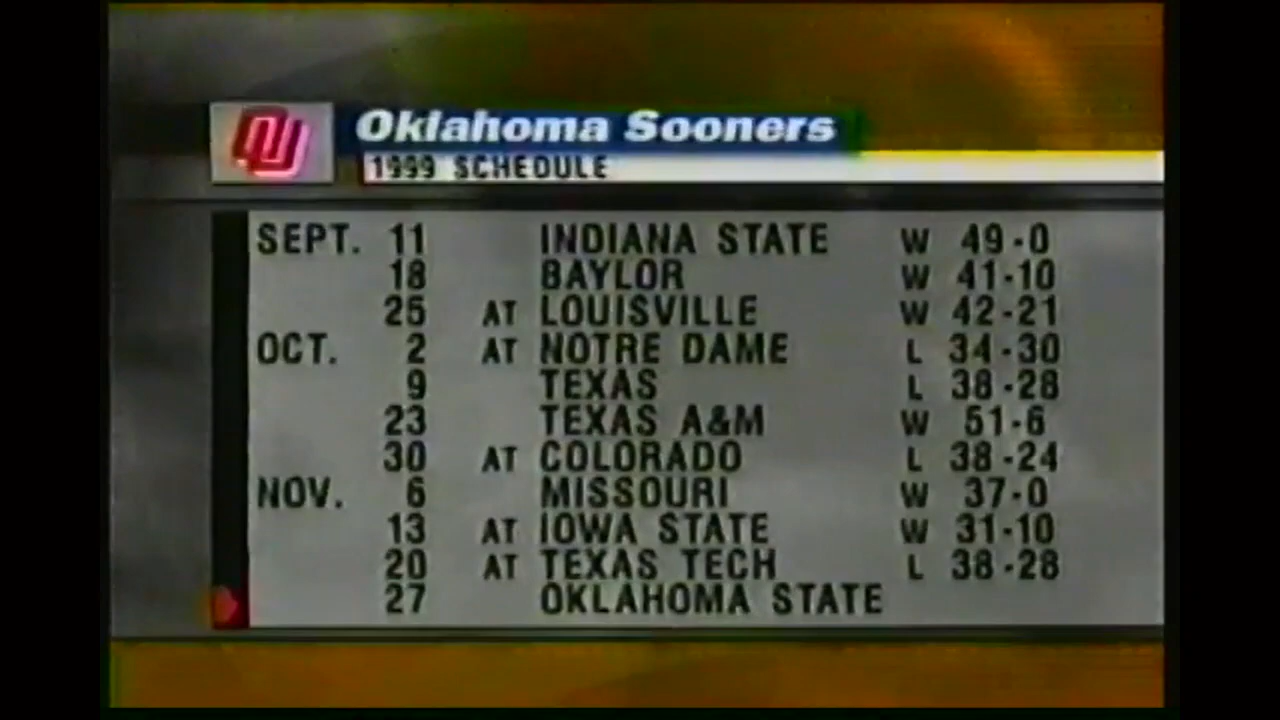 OU
Oklahoma Sooners
1999 SCHEDULE
SEPT. 11 INDIANA STATE W 49-0
18 BAYLOR W 41-10
25 AT LOUISVILLE W 42-21
OCT. 2 AT NOTRE DAME L 34-30
9 TEXAS L 38-28
23 TEXAS A&M W 51-6
30 AT COLORADO L 38-24
NOV. 6 MISSOURI W 37-0
13 AT IOWA STATE W 31-10
20 AT TEXAS TECH L 38-28
27 OKLAHOMA STATE